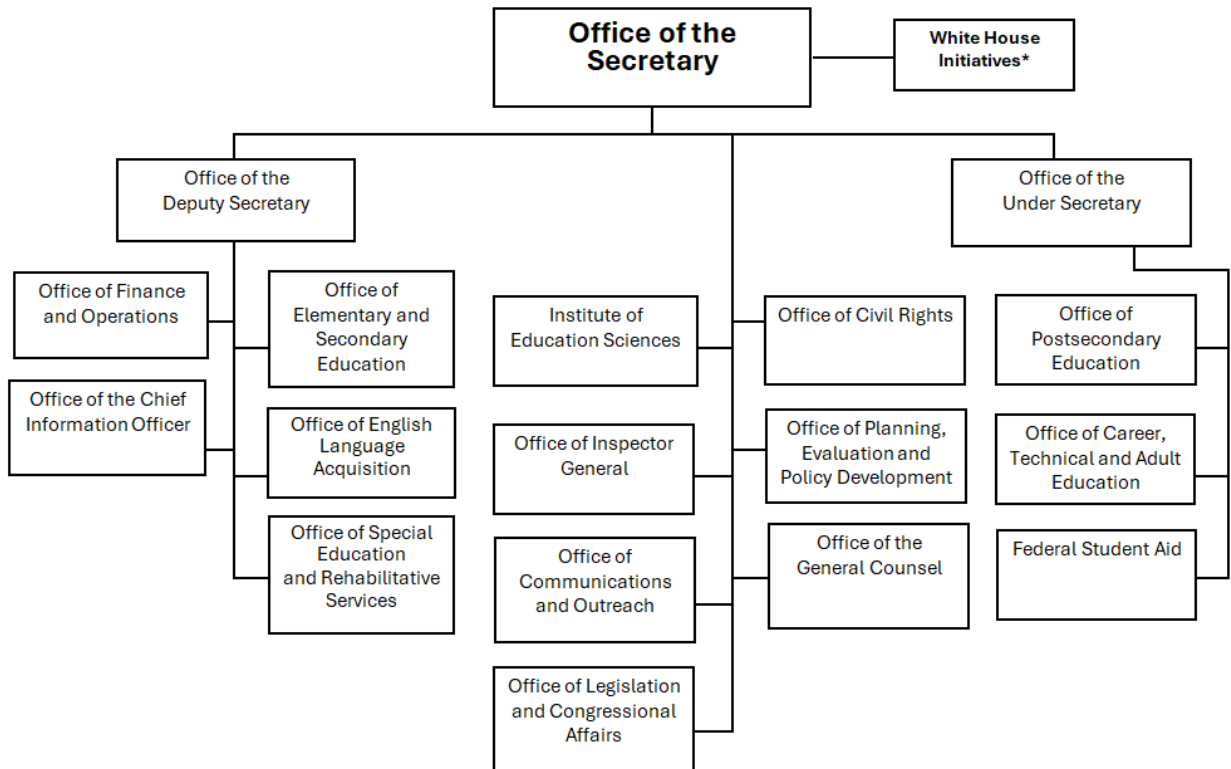 Office of the
Secretary
White House
Initiatives*
Office of the
Deputy Secretary
Office of the
Under Secretary
Office of Finance
and Operations
Office of
Elementary and
Secondary
Education
Institute of
Education Sciences
Office of Civil Rights
Office of
Postsecondary
Education
Office of the Chief
Information Officer
Office of English
Language
Acquisition
Office of Inspector
General
Office of Planning,
Evaluation and
Policy Development
Office of Career,
Technical and Adult
Education
Office of Special
Education
and Rehabilitative
Services
Office of
Communications
and Outreach
Office of the
General Counsel
Federal Student Aid
Office of Legislation
and Congressional
Affairs